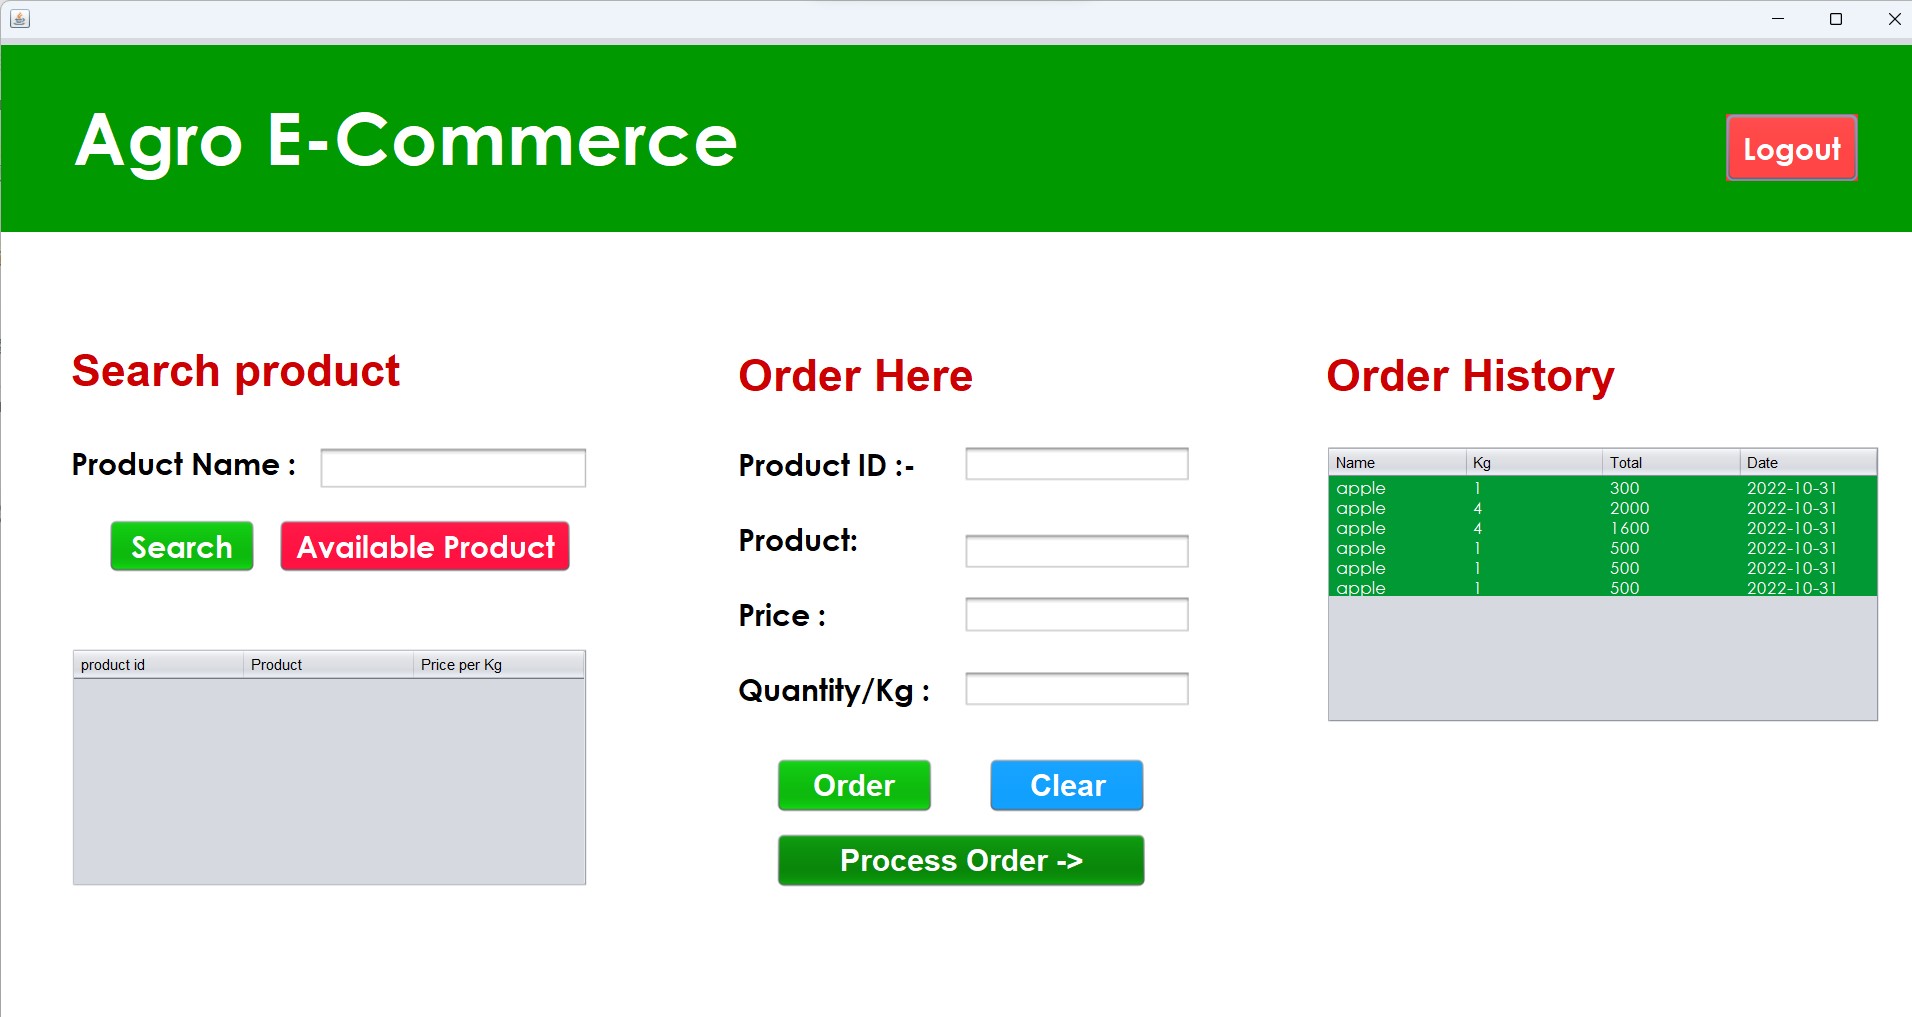 Agro E-Commerce
Logout
Search product
Product Name :
Search
Available Product
product id Product Price per Kg
Order Here
Product ID :-
Product:
Price :
Quantity/Kg :
Order
Clear
Process Order ->
Order History
Name Kg Total Date
apple 1 300 2022-10-31
apple 4 2000 2022-10-31
apple 4 1600 2022-10-31
apple 1 500 2022-10-31
apple 1 500 2022-10-31
apple 1 500 2022-10-31